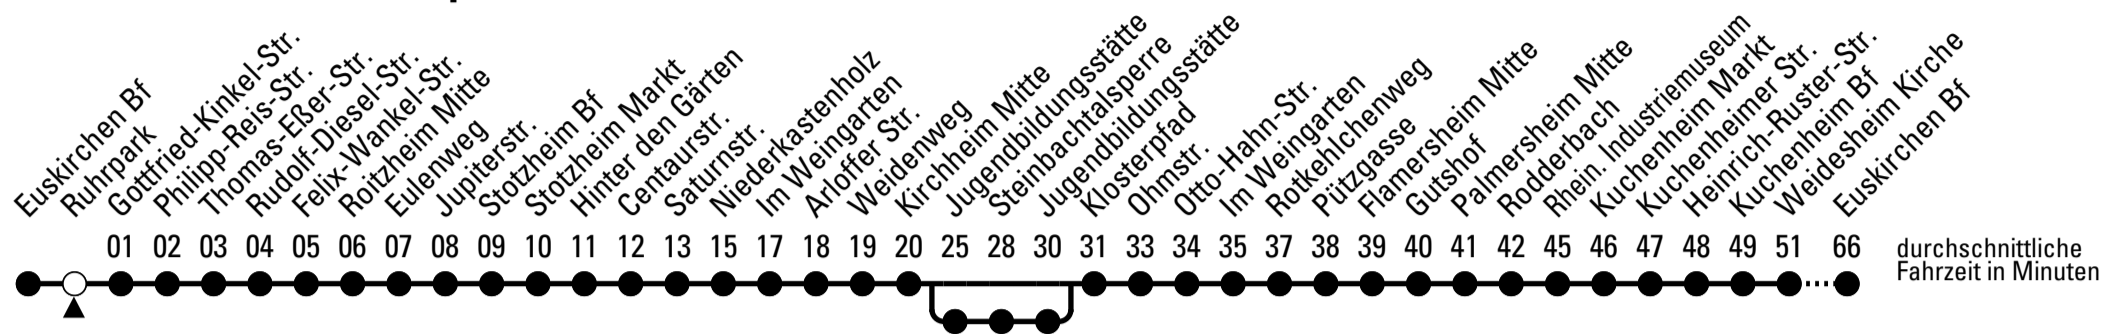 Euskirchen Bf
Ruhrpark
Gottfried-Kinkel-Str.
Philipp-Reis-Str.
Thomas-Eßer-Str.
Rudolf-Diesel-Str.
Felix-Wankel-Str.
Roitzheim Mitte
Eulenweg
Jupiterstr.
Stotzheim Bf
Stotzheim Markt
Hinter den Gärten
Centaurstr.
Saturnstr.
Niederkastenholz
Im Weingarten
Arloffer Str.
Weidenweg
Kirchheim Mitte
Jugendbildungsstätte
Steinbachtalsperre
Jugendbildungsstätte
Klosterpfad
Ohmstr.
Otto-Hahn-Str.
Im Weingarten
Rotkehlchenweg
Pützgasse
Flamersheim Mitte
Gutshof
Palmersheim Mitte
Rodderbach
Rhein. Industriemuseum
Kuchenheim Markt
Kuchenheimer Str.
Heinrich-Ruster-Str.
Kuchenheim Bf
Weidesheim Kirche
Euskirchen Bf
01 02 03 04 05 06 07 08 09 10 11 12 13 15 17 18 19 20 25 28 30 31 33 34 35 37 38 39 40 41 42 45 46 47 48 49 51 66
durchschnittliche
Fahrzeit in Minuten